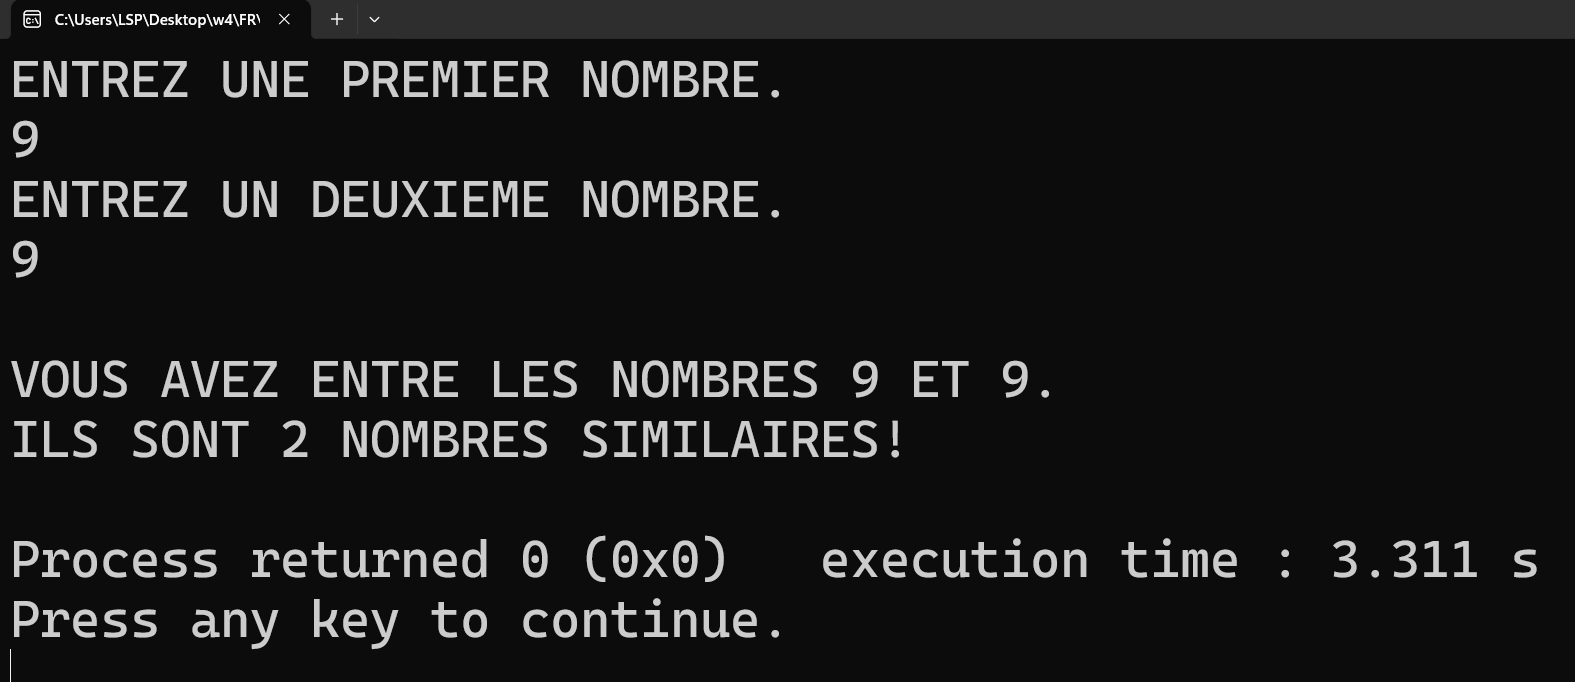 C:\Users\LSP\Desktop\w4\FR\
ENTREZ UNE PREMIER NOMBRE.
9
ENTREZ UN DEUXIEME NOMBRE.
9
VOUS AVEZ ENTRE LES NOMBRES 9 ET 9.
ILS SONT 2 NOMBRES SIMILAIRES!
Process returned 0 (0x0)   execution time : 3.311 s
Press any key to continue.